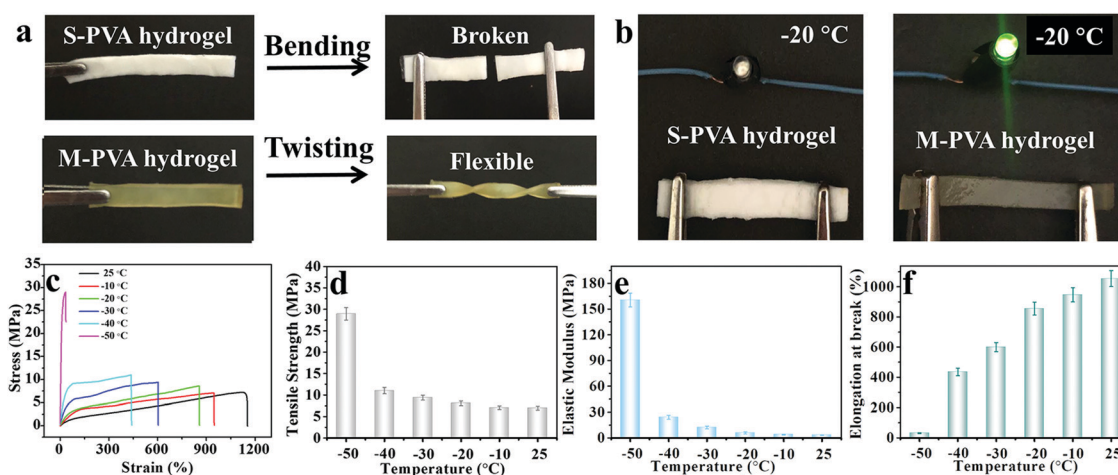 a
S-PVA hydrogel
Bending
Broken
M-PVA hydrogel
Twisting
Flexible
b
-20 °C
S-PVA hydrogel
-20 °C
M-PVA hydrogel
c
35
30
25
20
15
10
5
0
Stress (MPa)
25 °C
-10 °C
-20 °C
-30 °C
-40 °C
-50 °C
0 300 600 900 1200
Strain (%)
d
40
35
30
25
20
15
10
5
0
Tensile Strength (MPa)
-50 -40 -30 -20 -10 25
Temperature (°C)
e
180
150
120
90
60
30
0
Elastic Modulus (MPa)
-50 -40 -30 -20 -10 25
Temperature (°C)
f
1000
800
600
400
200
0
Elongation at break (%)
-50 -40 -30 -20 -10 25
Temperature (°C)